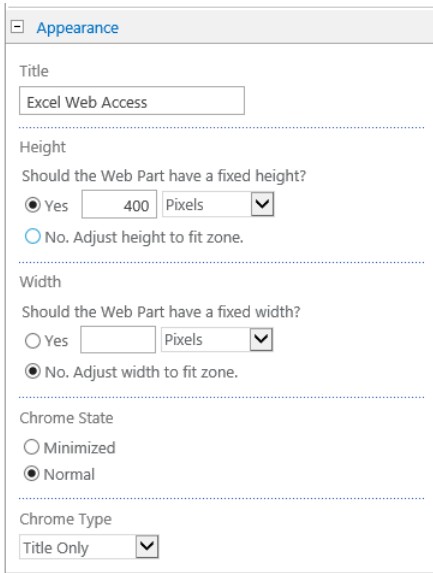 Appearance
Title
Excel Web Access
Height
Should the Web Part have a fixed height?
Yes 400 Pixels
No. Adjust height to fit zone.
Width
Should the Web Part have a fixed width?
Yes Pixels
No. Adjust width to fit zone.
Chrome State
Minimized
Normal
Chrome Type
Title Only